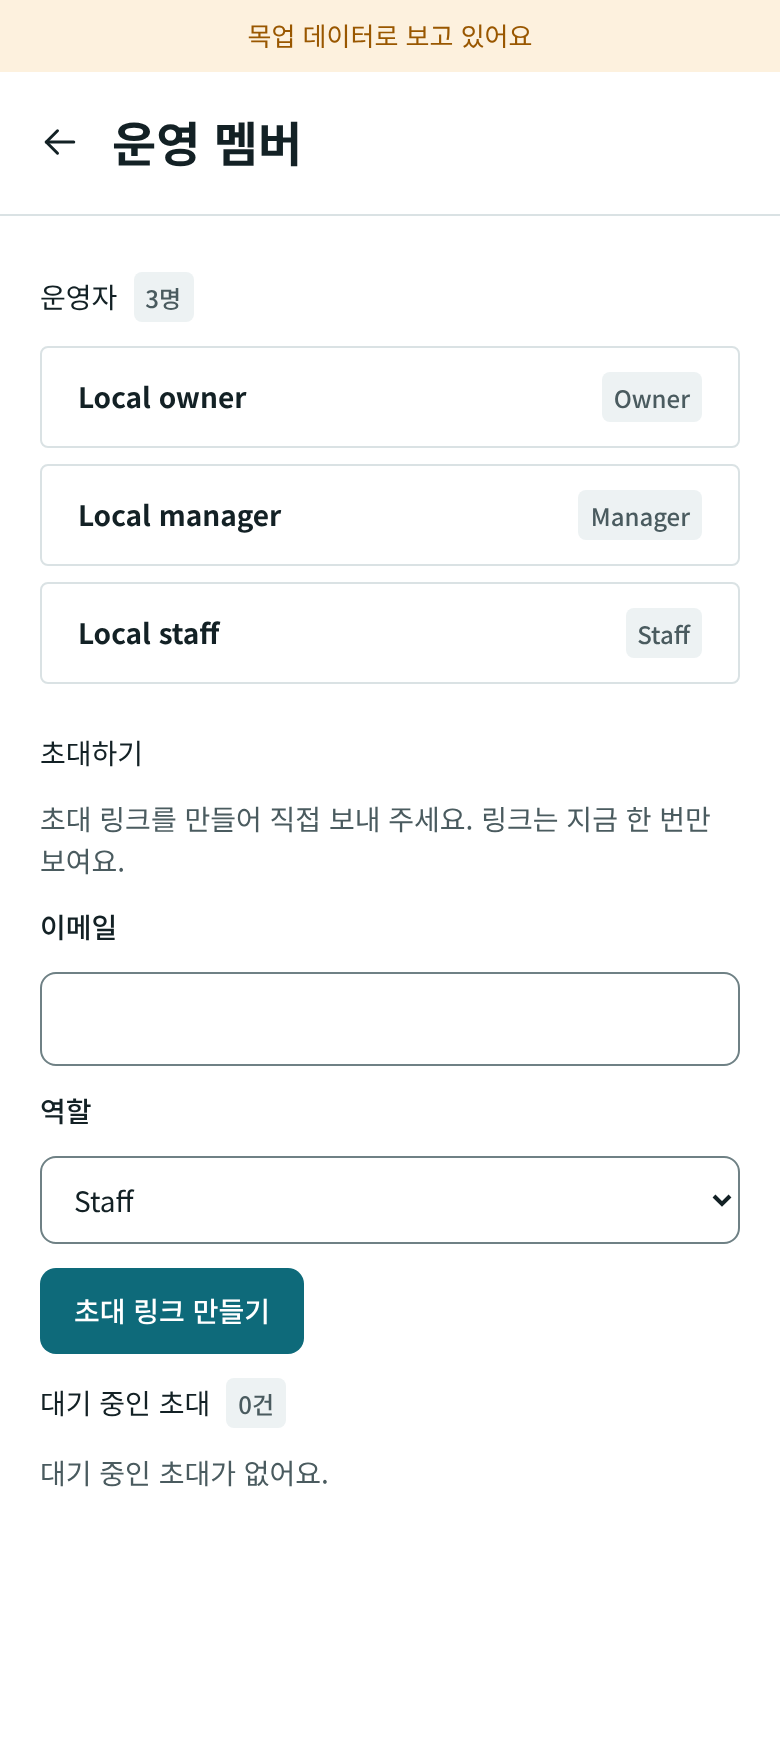 목업 데이터로 보고 있어요
운영 멤버
운영자 3명
Local owner Owner
Local manager Manager
Local staff Staff
초대하기
초대 링크를 만들어 직접 보내 주세요. 링크는 지금 한 번만
보여요.
이메일
역할
Staff
초대 링크 만들기
대기 중인 초대 0건
대기 중인 초대가 없어요.